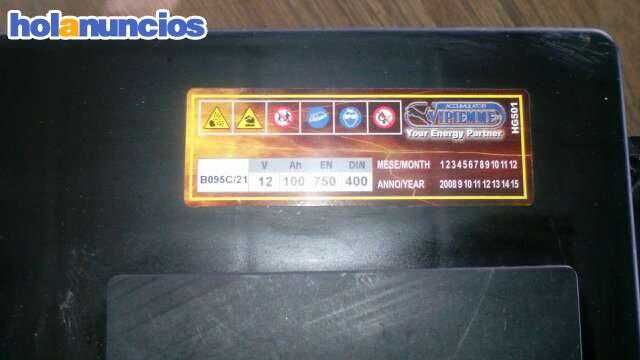 holanuncios
ACCUMULATORI
Your Energy Partner
HG501
V Ah EN DIN
B095C/21 12 100 750 400
MESE/MONTH 1 2 3 4 5 6 7 8 9 10 11 12
ANNO/YEAR 2008 9 10 11 12 13 14 15